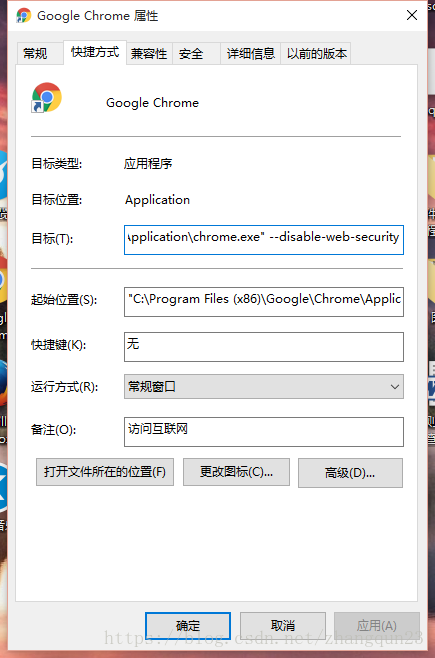 Google Chrome 属性
常规 快捷方式 兼容性 安全 详细信息 以前的版本
Google Chrome
目标类型: 应用程序
目标位置: Application
目标(T): \pplication\chrome.exe" --disable-web-security
起始位置(S): "C:\Program Files (x86)\Google\Chrome\Applic
快捷键(K): 无
运行方式(R): 常规窗口
备注(O): 访问互联网
打开文件所在的位置(F) 更改图标(C)... 高级(D)...
确定 取消 应用(A)
https://blog.csdn.net/zhangqun23